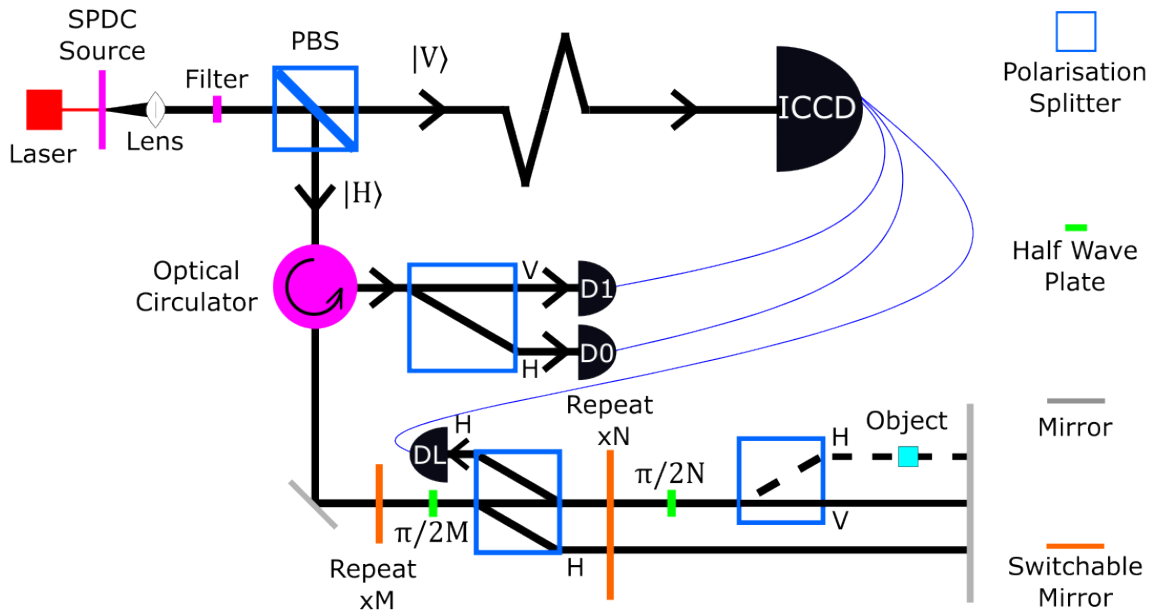 SPDC
Source
PBS
|V⟩
Filter
ICCD
Polarisation
Splitter
Laser
Lens
|H⟩
Half Wave
Plate
Optical
Circulator
V
D1
D0
H
Repeat
xN
Object
Mirror
H
DL
π/2N
H
π/2M
V
H
Repeat
xM
Switchable
Mirror